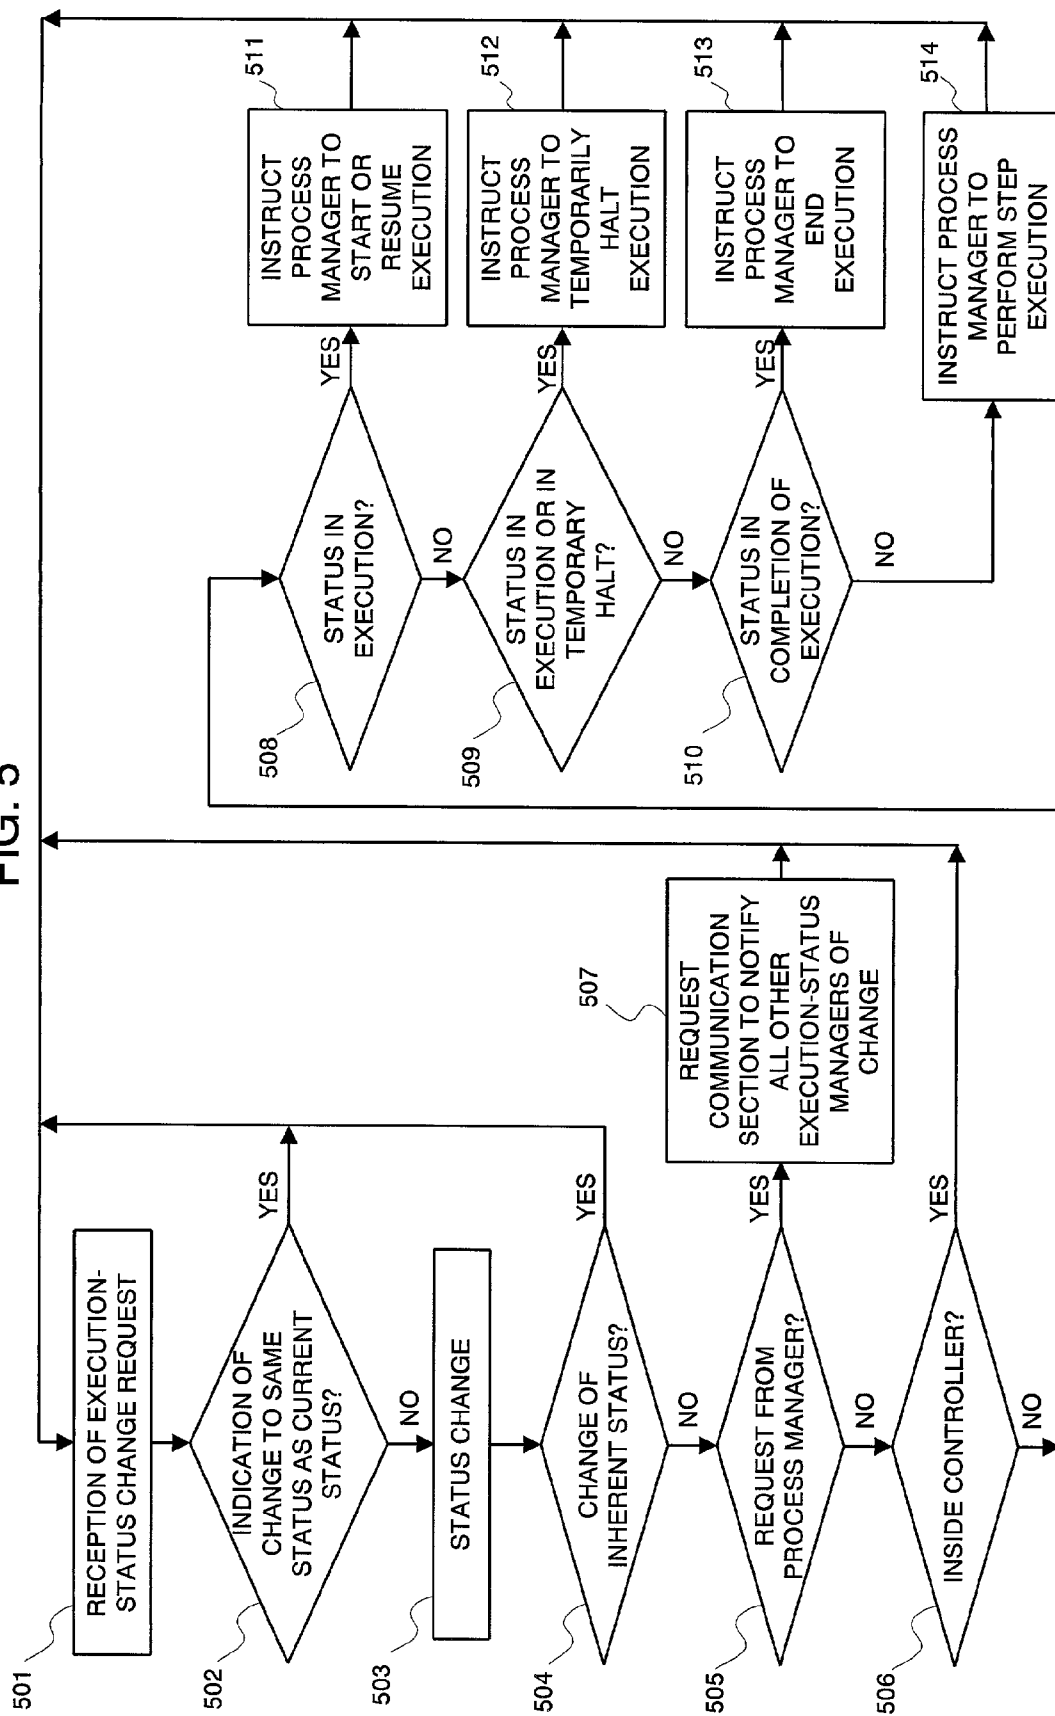 FIG. 5
501
RECEPTION OF EXECUTION-
STATUS CHANGE REQUEST
502
INDICATION OF
CHANGE TO SAME
STATUS AS CURRENT
STATUS?
YES
NO
503
STATUS CHANGE
504
CHANGE OF
INHERENT STATUS?
YES
NO
505
REQUEST FROM
PROCESS MANAGER?
YES
NO
507
REQUEST
COMMUNICATION
SECTION TO NOTIFY
ALL OTHER
EXECUTION-STATUS
MANAGERS OF
CHANGE
506
INSIDE CONTROLLER?
YES
NO
508
STATUS IN
EXECUTION?
YES
NO
511
INSTRUCT
PROCESS
MANAGER TO
START OR
RESUME
EXECUTION
509
STATUS IN
EXECUTION OR IN
TEMPORARY
HALT?
YES
NO
512
INSTRUCT
PROCESS
MANAGER TO
TEMPORARILY
HALT
EXECUTION
510
STATUS IN
COMPLETION OF
EXECUTION?
YES
NO
513
INSTRUCT
PROCESS
MANAGER TO
END
EXECUTION
514
INSTRUCT PROCESS
MANAGER TO
PERFORM STEP
EXECUTION